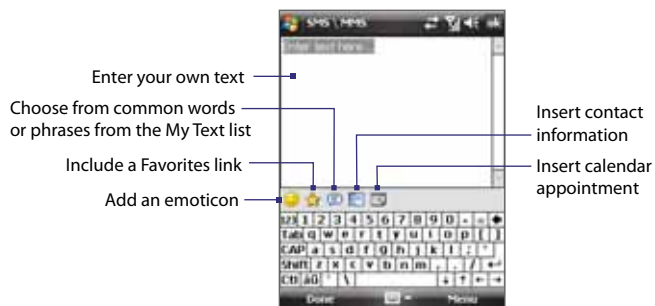 SMS \ MMS
ok
Enter text here...
Enter your own text
Choose from common words
or phrases from the My Text list
Include a Favorites link
Add an emoticon
Insert contact
information
Insert calendar
appointment
123 1 2 3 4 5 6 7 8 9 0 - =
Tab q w e r t y u i o p [ ]
CAP a s d f g h j k l ; '
Shift z x c v b n m , . /
Ctl áü ` \
Done
Menu